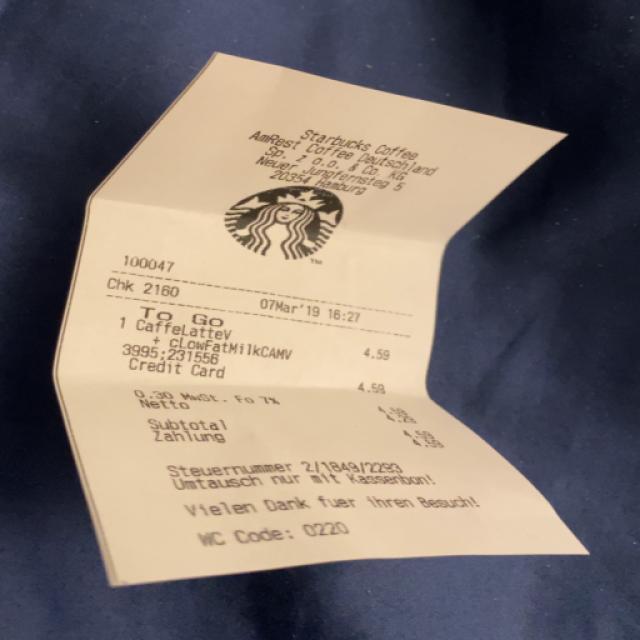 Starbucks Coffee
AmRest Coffee Deutschland
Sp. z o.o. & Co. KG
Neuer Jungfernstieg 5
20354 Hamburg
TM
100047
Chk 2160 07Mar'19 16:27
TO GO
1 CaffeLatteV 4.59
+ cLowFatMilkCAMV
3995:231556
Credit Card 4.59
0.30 MwSt. Fo 7% 4.59
Netto 4.29
Subtotal 4.59
Zahlung 4.59
Steuernummer 2/1849/2293
Umtausch nur mit Kassenbon!
Vielen Dank fuer ihren Besuch!
WC Code: 0220